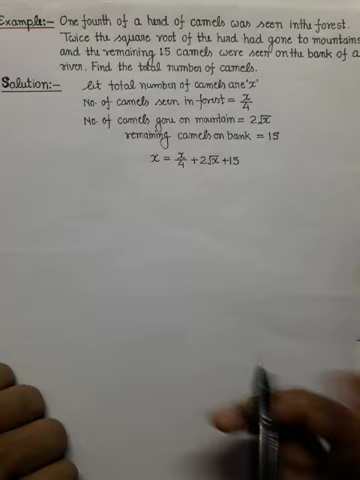 Example:- One fourth of a herd of camels was seen in the forest.
Twice the square root of the herd had gone to mountains
and the remaining 15 camels were seen on the bank of a
river. Find the total number of camels.
Solution:- let total number of camels are 'x'
No. of camels seen in forest = x/4
No. of camels gone on mountain = 2√x
remaining camels on bank = 15
x = x/4 + 2√x + 15